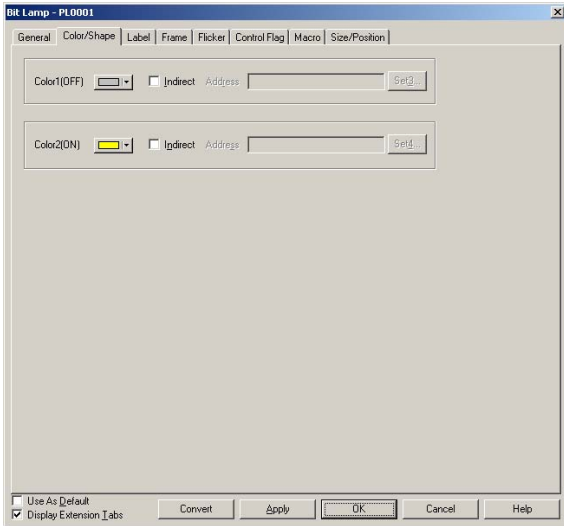 Bit Lamp - PL0001
General Color/Shape Label Frame Flicker Control Flag Macro Size/Position
Color1(OFF) Indirect Address Set3...
Color2(ON) Indirect Address Set4...
Use As Default
Display Extension Tabs Convert Apply OK Cancel Help